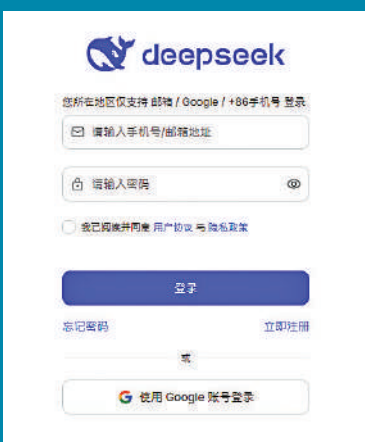 deepseek
您所在地区仅支持 邮箱 / Google / +86手机号 登录
请输入手机号/邮箱地址
请输入密码
我已阅读并同意 用户协议 与 隐私政策
登录
忘记密码 立即注册
或
使用 Google 账号登录